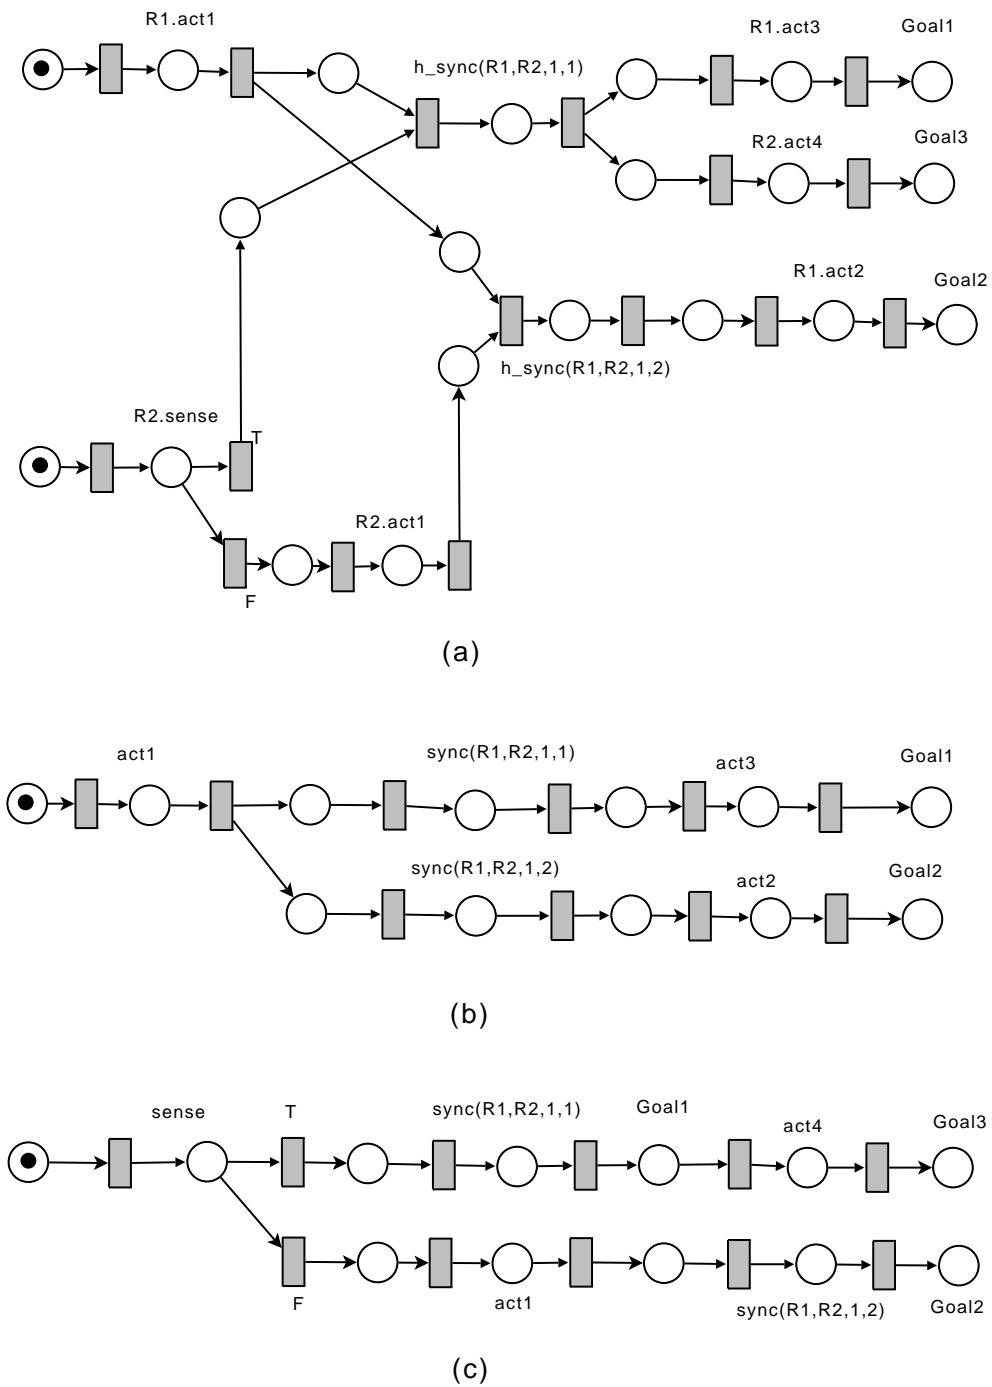 R1.act1
R1.act3
Goal1
h_sync(R1,R2,1,1)
R2.act4
Goal3
R1.act2
Goal2
h_sync(R1,R2,1,2)
R2.sense
T
R2.act1
F
(a)
act1
sync(R1,R2,1,1)
act3
Goal1
sync(R1,R2,1,2)
act2
Goal2
(b)
sense
T
sync(R1,R2,1,1)
Goal1
act4
Goal3
F
act1
sync(R1,R2,1,2)
Goal2
(c)